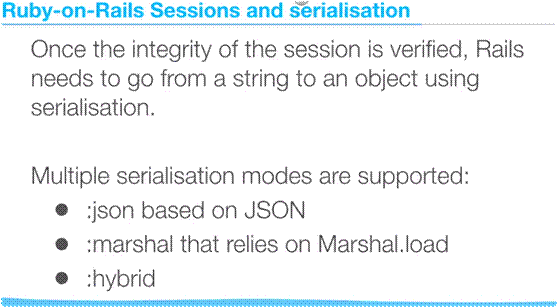 Ruby-on-Rails Sessions and serialisation
Once the integrity of the session is verified, Rails
needs to go from a string to an object using
serialisation.
Multiple serialisation modes are supported:
● :json based on JSON
● :marshal that relies on Marshal.load
● :hybrid